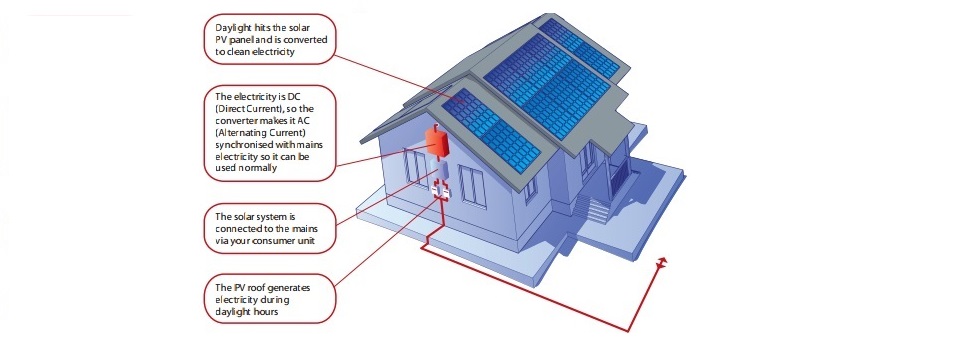 Daylight hits the solar
PV panel and is converted
to clean electricity
The electricity is DC
(Direct Current), so the
converter makes it AC
(Alternating Current)
synchronised with mains
electricity so it can be
used normally
The solar system is
connected to the mains
via your consumer unit
The PV roof generates
electricity during
daylight hours